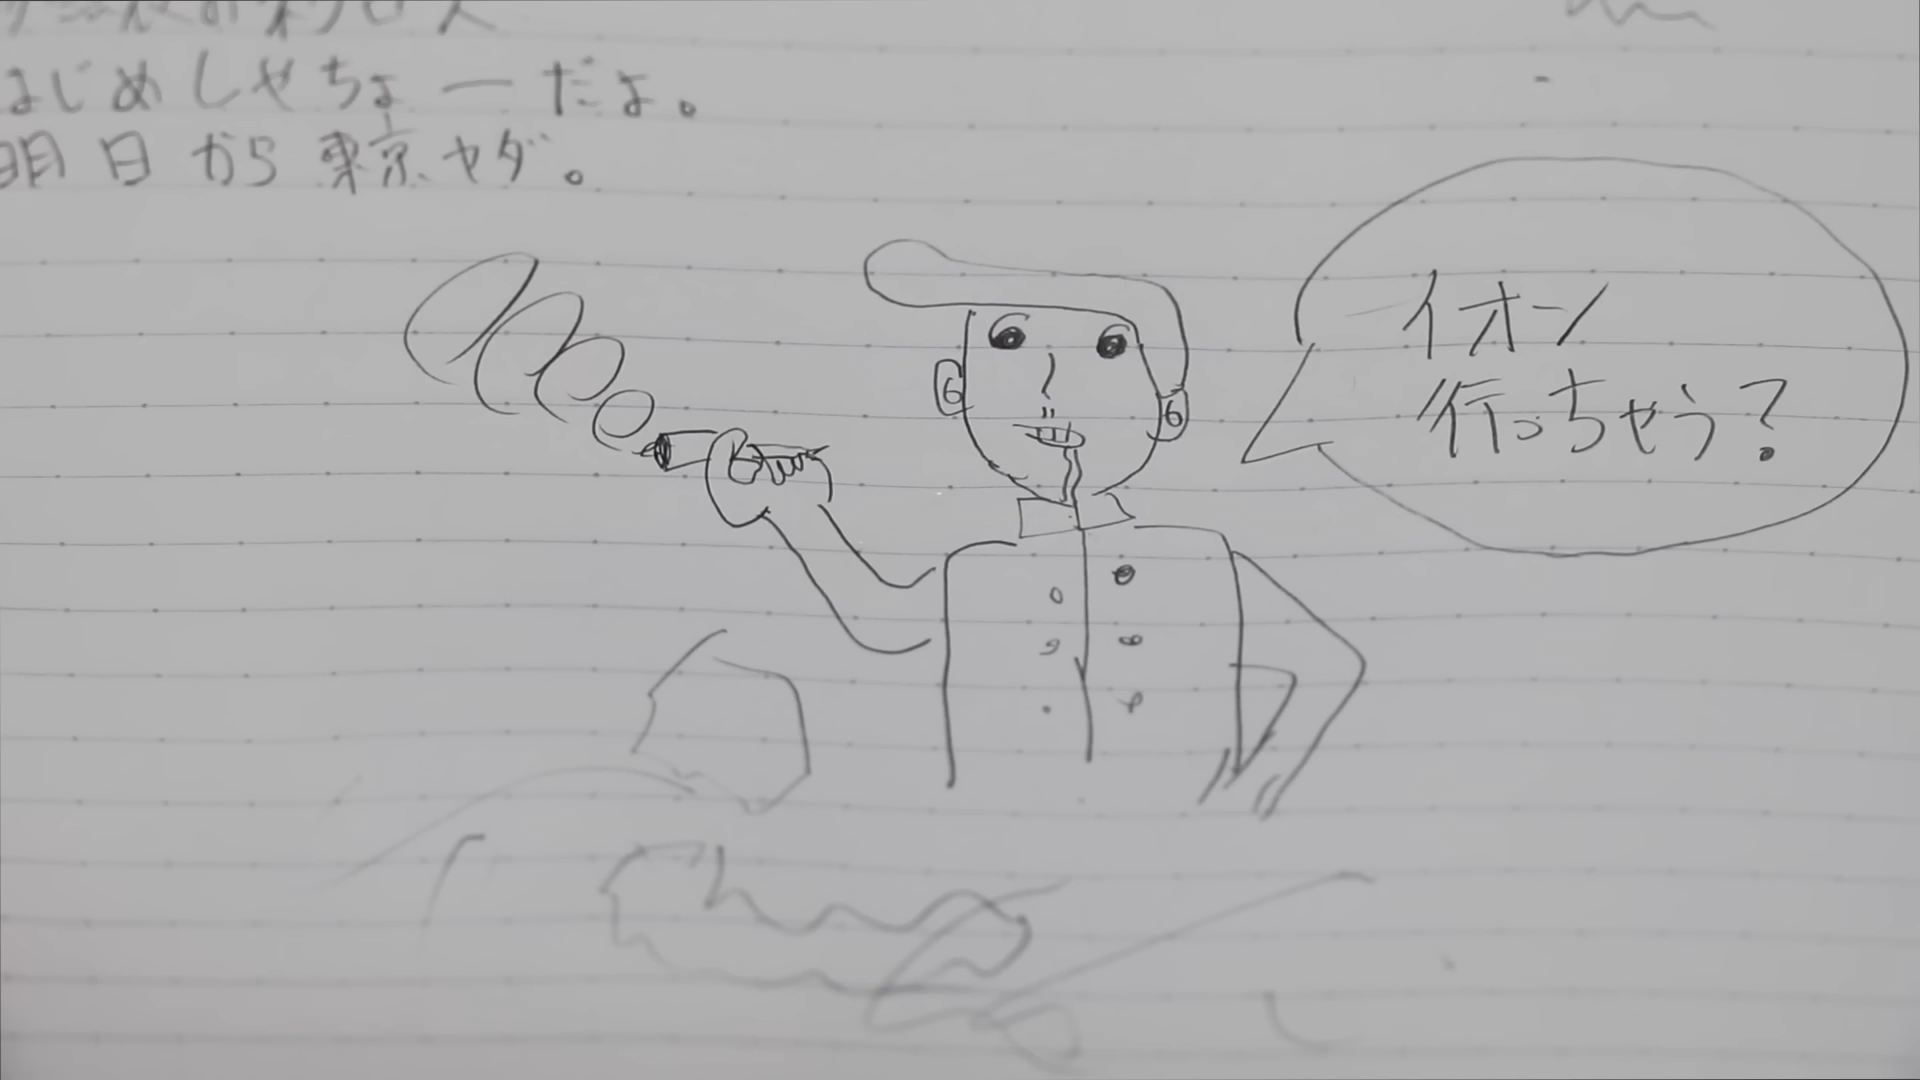 はじめしゃちょーだよ。
明日から東京ヤダ。
イオン
行っちゃう?